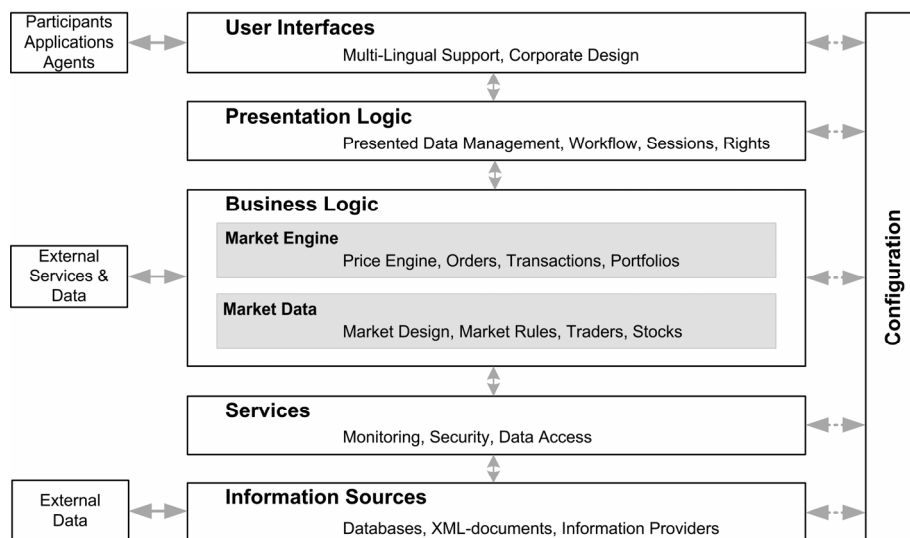 Participants
Applications
Agents
User Interfaces
Multi-Lingual Support, Corporate Design
Presentation Logic
Presented Data Management, Workflow, Sessions, Rights
Business Logic
Market Engine
Price Engine, Orders, Transactions, Portfolios
External
Services &
Data
Market Data
Market Design, Market Rules, Traders, Stocks
Services
Monitoring, Security, Data Access
External
Data
Information Sources
Databases, XML-documents, Information Providers
Configuration